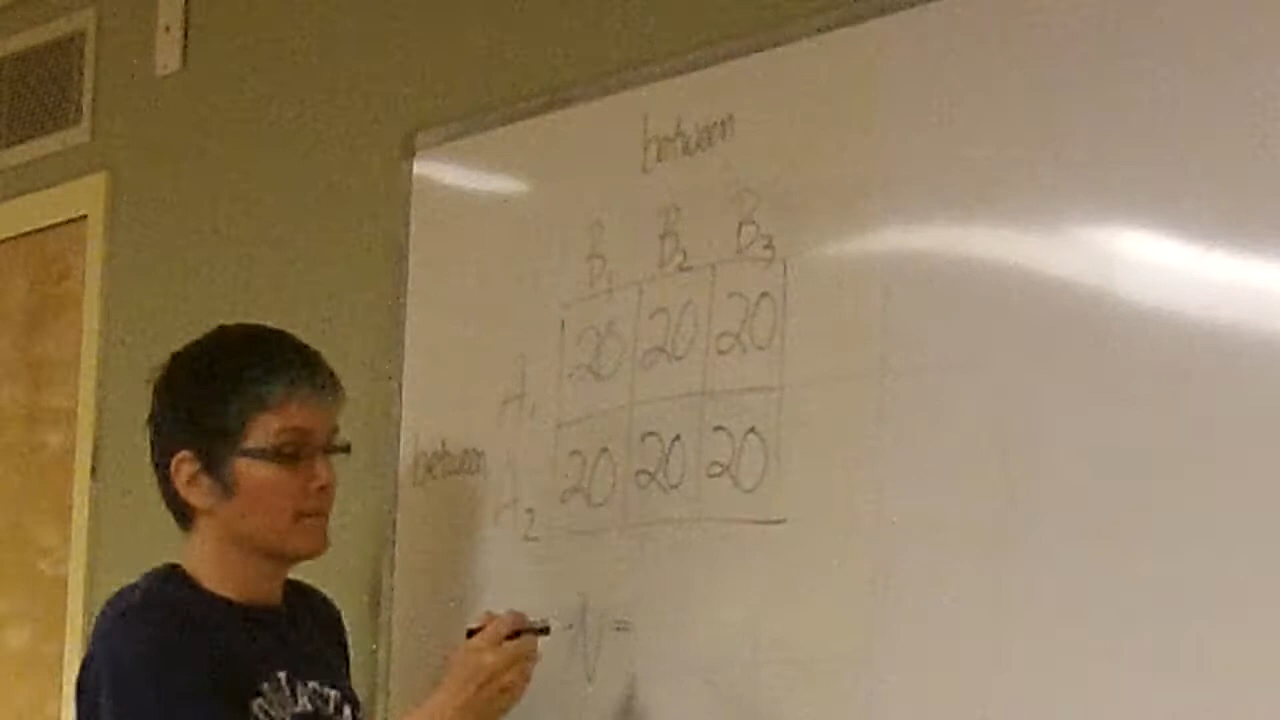 between
B1 B2 B3
A1 20 20 20
between
A2 20 20 20
N =